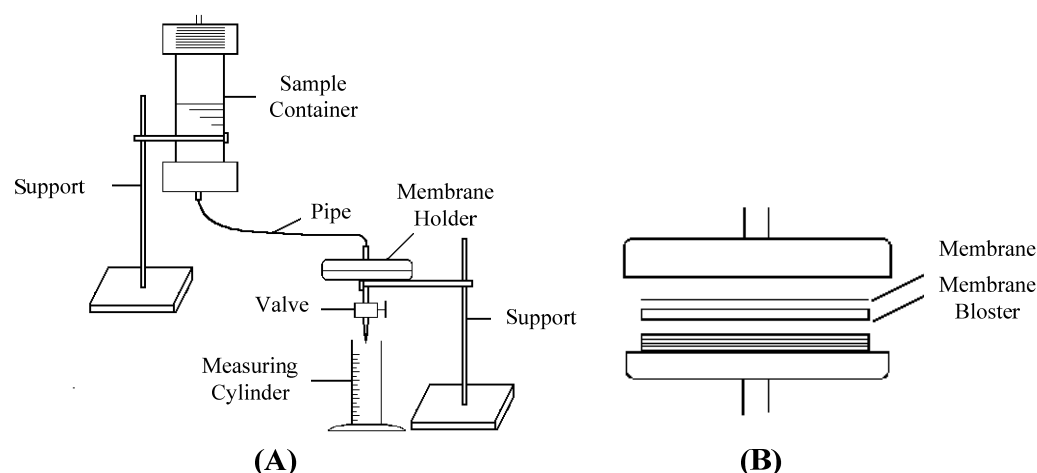 Sample
Container
Support
Pipe
Membrane
Holder
Valve
Support
Measuring
Cylinder
(A)
Membrane
Membrane
Bloster
(B)